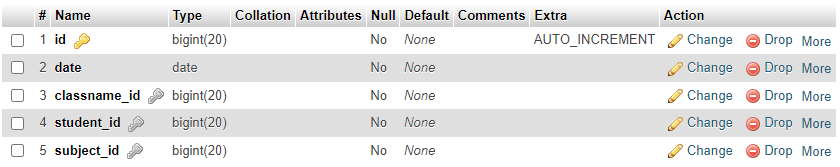 # Name Type Collation Attributes Null Default Comments Extra Action
1 id bigint(20) No None AUTO_INCREMENT Change Drop More
2 date date No None Change Drop More
3 classname_id bigint(20) No None Change Drop More
4 student_id bigint(20) No None Change Drop More
5 subject_id bigint(20) No None Change Drop More